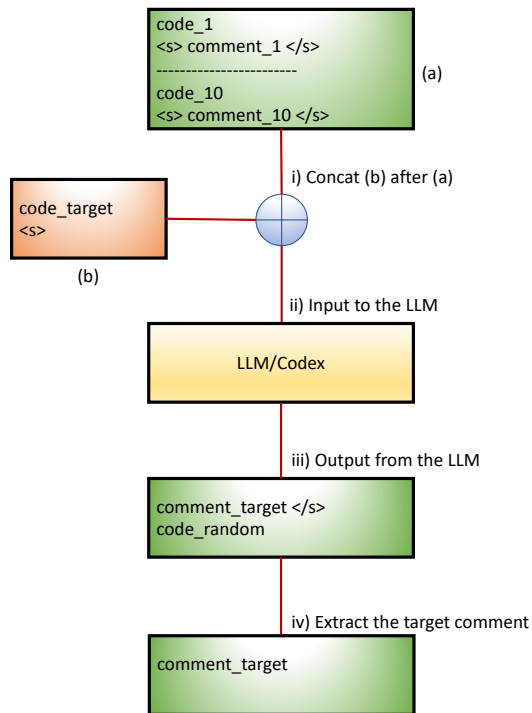 code_1
<s> comment_1 </s>
------------------------
code_10
<s> comment_10 </s>
(a)
i) Concat (b) after (a)
code_target
<s>
(b)
ii) Input to the LLM
LLM/Codex
iii) Output from the LLM
comment_target </s>
code_random
iv) Extract the target comment
comment_target